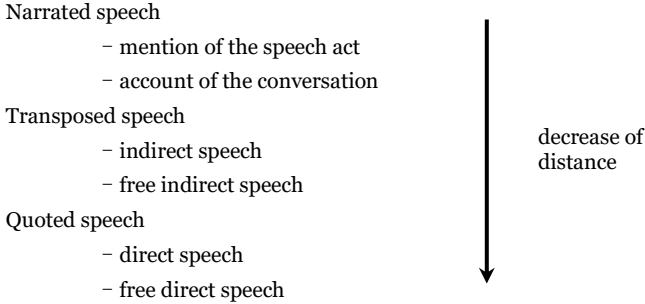 Narrated speech
– mention of the speech act
– account of the conversation
Transposed speech
– indirect speech
– free indirect speech
Quoted speech
– direct speech
– free direct speech
decrease of
distance